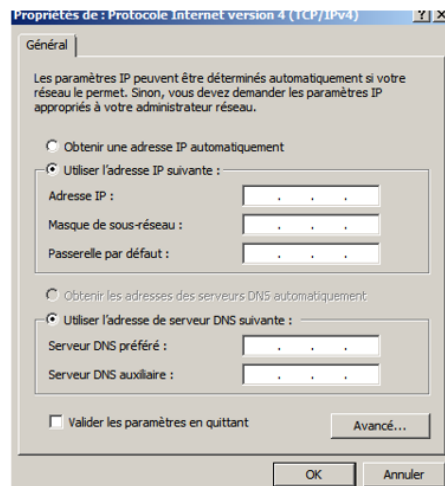 Propriétés de : Protocole Internet version 4 (TCP/IPv4)
Général
Les paramètres IP peuvent être déterminés automatiquement si votre
réseau le permet. Sinon, vous devez demander les paramètres IP
appropriés à votre administrateur réseau.
Obtenir une adresse IP automatiquement
Utiliser l'adresse IP suivante :
Adresse IP :
Masque de sous-réseau :
Passerelle par défaut :
Obtenir les adresses des serveurs DNS automatiquement
Utiliser l'adresse de serveur DNS suivante :
Serveur DNS préféré :
Serveur DNS auxiliaire :
Valider les paramètres en quittant
Avancé...
OK Annuler